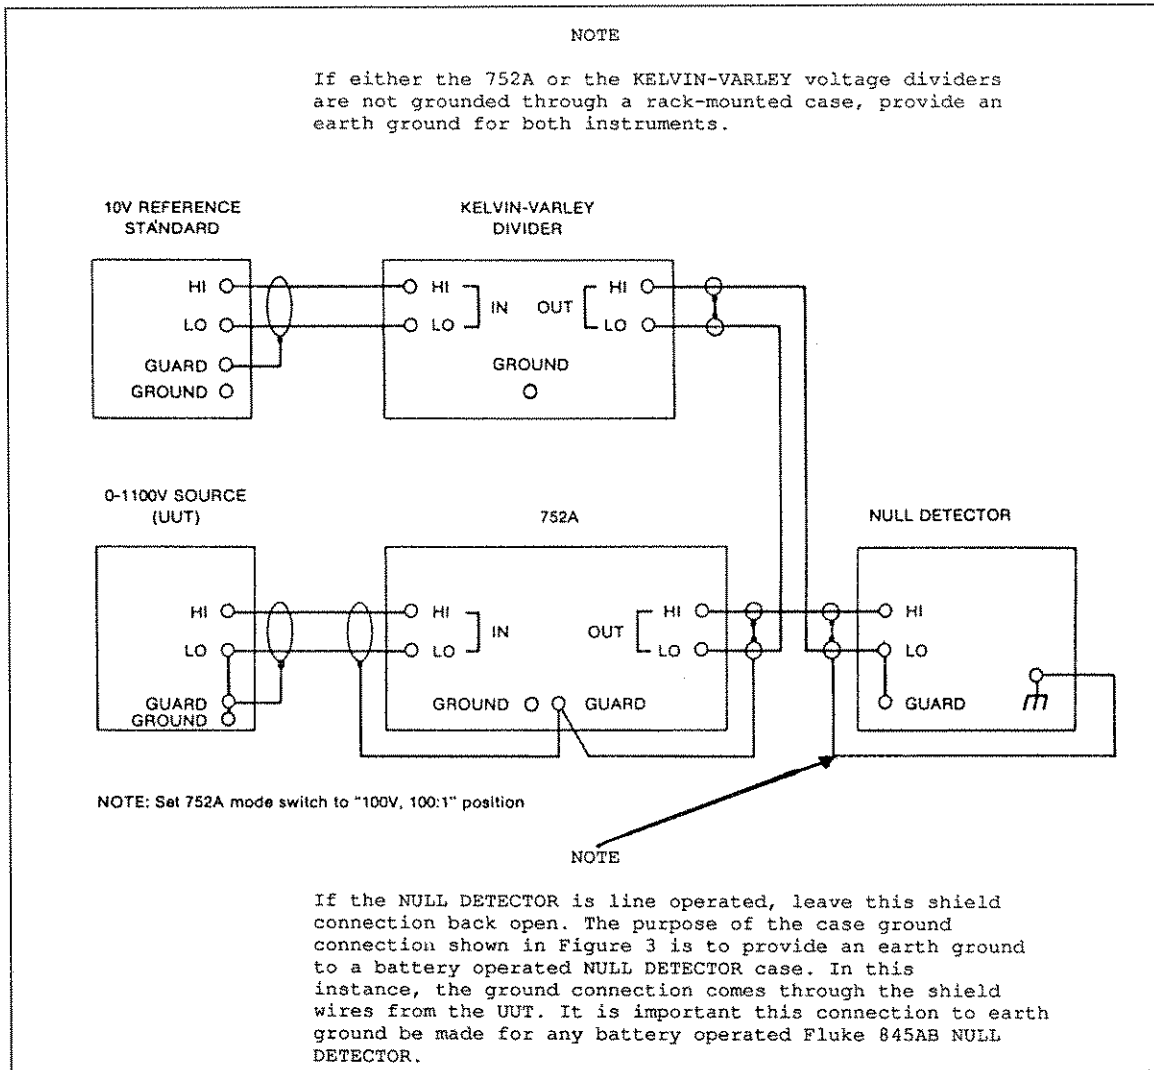 NOTE
If either the 752A or the KELVIN-VARLEY voltage dividers
are not grounded through a rack-mounted case, provide an
earth ground for both instruments.
10V REFERENCE
STANDARD
KELVIN-VARLEY
DIVIDER
HI
LO
GUARD
GROUND
HI
LO
IN
OUT
HI
LO
GROUND
0-1100V SOURCE
(UUT)
752A
NULL DETECTOR
HI
LO
GUARD
GROUND
HI
LO
IN
OUT
HI
LO
GROUND
GUARD
HI
LO
GUARD
NOTE: Set 752A mode switch to "100V, 100:1" position
NOTE
If the NULL DETECTOR is line operated, leave this shield
connection back open. The purpose of the case ground
connection shown in Figure 3 is to provide an earth ground
to a battery operated NULL DETECTOR case. In this
instance, the ground connection comes through the shield
wires from the UUT. It is important this connection to earth
ground be made for any battery operated Fluke 845AB NULL
DETECTOR.